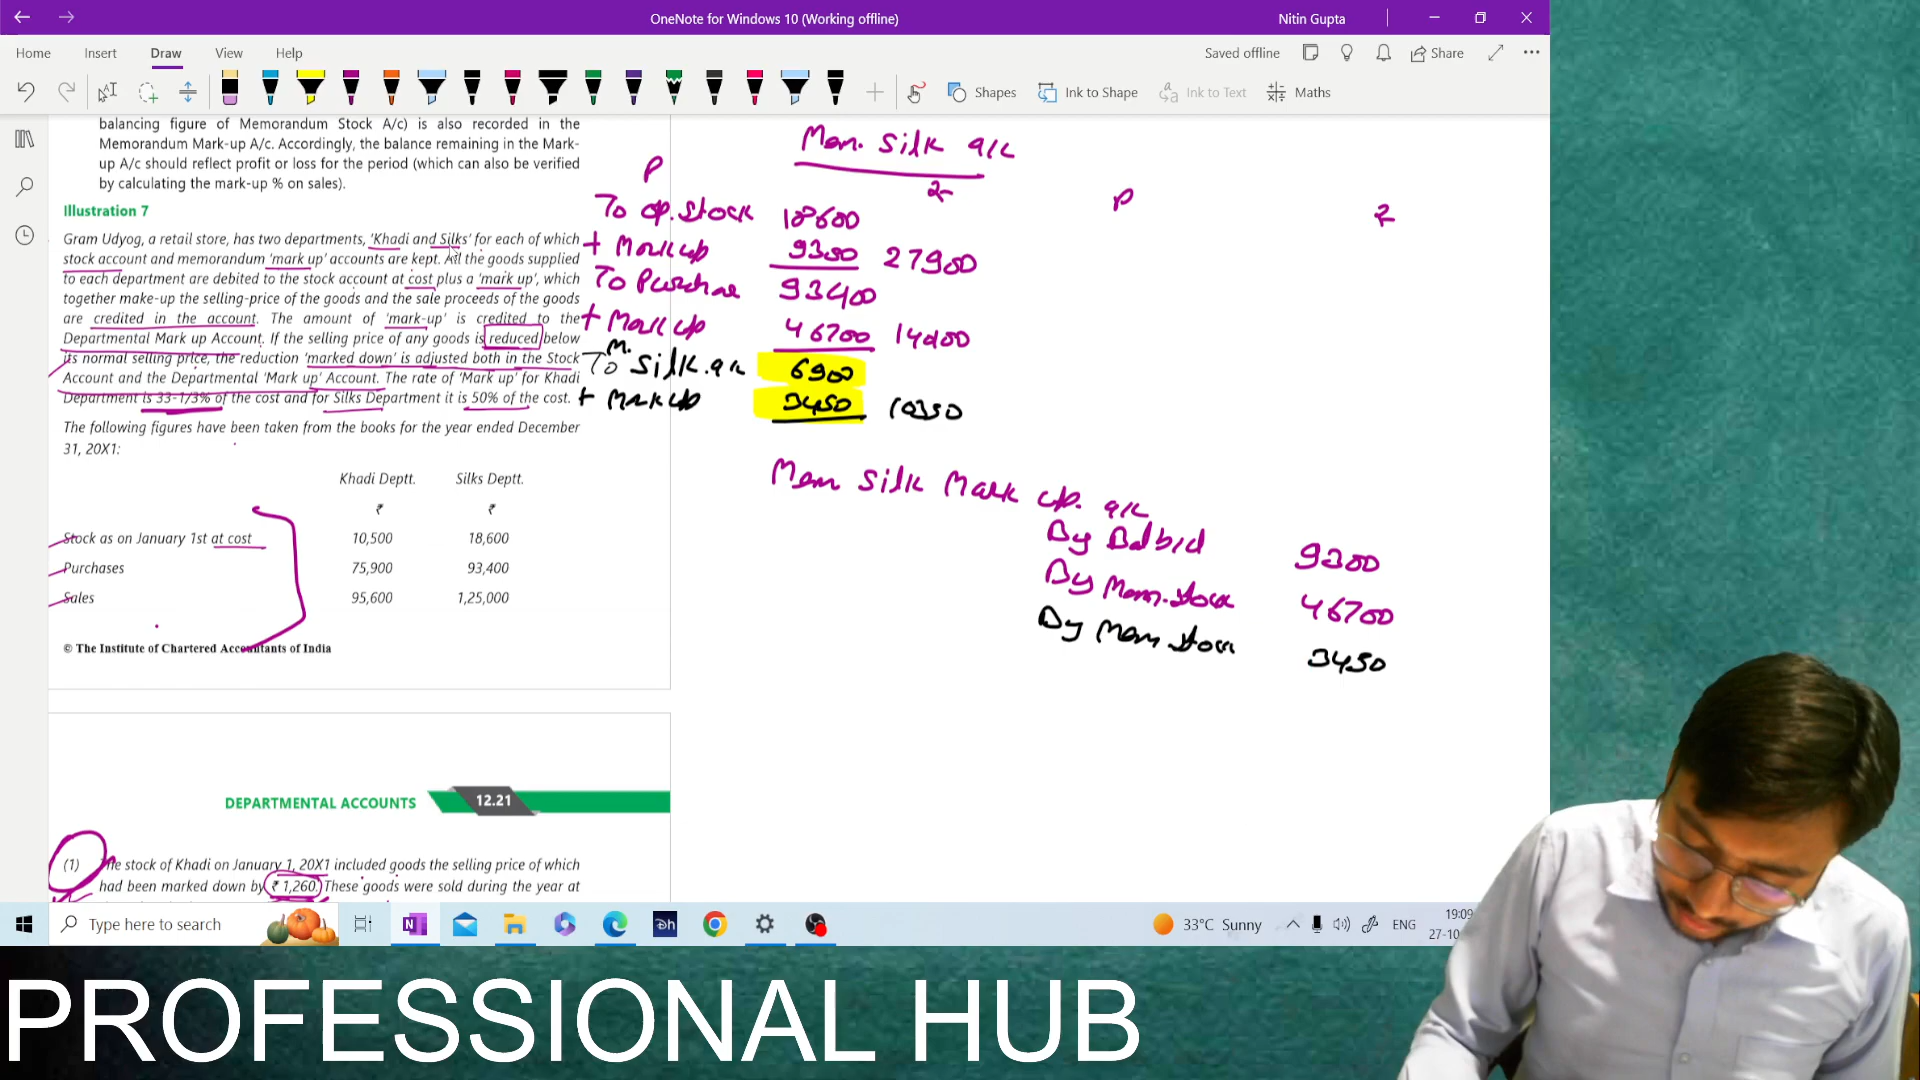 OneNote for Windows 10 (Working offline)
Nitin Gupta
Home Insert Draw View Help
Saved offline
Share
Shapes
Ink to Shape
Ink to Text
Maths
balancing figure of Memorandum Stock A/c) is also recorded in the
Memorandum Mark-up A/c. Accordingly, the balance remaining in the Mark-
up A/c should reflect profit or loss for the period (which can also be verified
by calculating the mark-up % on sales).
Illustration 7
Gram Udyog, a retail store, has two departments, 'Khadi and Silks' for each of which
stock account and memorandum 'mark up' accounts are kept. All the goods supplied
to each department are debited to the stock account at cost plus a 'mark up', which
together make-up the selling-price of the goods and the sale proceeds of the goods
are credited in the account. The amount of 'mark-up' is credited to the
Departmental Mark up Account. If the selling price of any goods is reduced below
its normal selling price, the reduction 'marked down' is adjusted both in the Stock
Account and the Departmental 'Mark up' Account. The rate of 'Mark up' for Khadi
Department is 33-1/3% of the cost and for Silks Department it is 50% of the cost.
The following figures have been taken from the books for the year ended December
31, 20X1:
Khadi Deptt. Silks Deptt.
₹ ₹
Stock as on January 1st at cost 10,500 18,600
Purchases 75,900 93,400
Sales 95,600 1,25,000
© The Institute of Chartered Accountants of India
DEPARTMENTAL ACCOUNTS 12.21
(1) The stock of Khadi on January 1, 20X1 included goods the selling price of which
had been marked down by ₹ 1,260. These goods were sold during the year at
Mem. Silk a/c
P ₹ P ₹
To op. Stock 18600
+ Mark up 9300 27900
To Purchase 93400
+ Mark up 46700 140100
To M. Silk. a/c 6900
+ Mark up 3450 10350
Mem Silk Mark up. a/c
By Bal b/d 9300
By Mem. Stock 46700
By Mem Stock 3450
Type here to search
33°C Sunny
ENG
19:09
27-10
PROFESSIONAL HUB